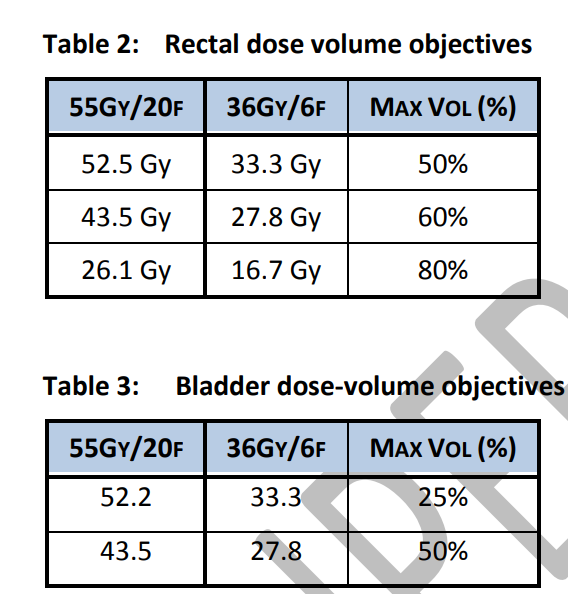 Table 2: Rectal dose volume objectives
55GY/20F 36GY/6F MAX VOL (%)
52.5 Gy 33.3 Gy 50%
43.5 Gy 27.8 Gy 60%
26.1 Gy 16.7 Gy 80%
Table 3: Bladder dose-volume objectives
55GY/20F 36GY/6F MAX VOL (%)
52.2 33.3 25%
43.5 27.8 50%